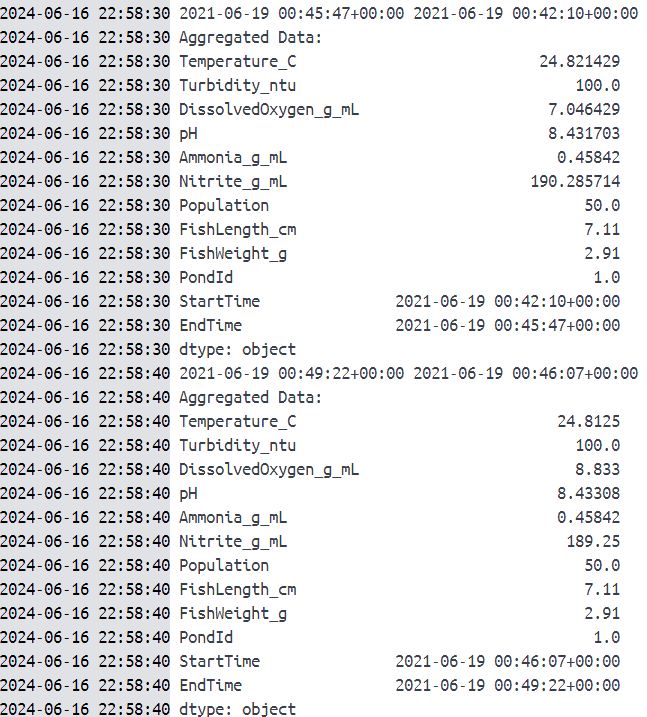 2024-06-16 22:58:30 2021-06-19 00:45:47+00:00 2021-06-19 00:42:10+00:00
2024-06-16 22:58:30 Aggregated Data:
2024-06-16 22:58:30 Temperature_C 24.821429
2024-06-16 22:58:30 Turbidity_ntu 100.0
2024-06-16 22:58:30 DissolvedOxygen_g_mL 7.046429
2024-06-16 22:58:30 pH 8.431703
2024-06-16 22:58:30 Ammonia_g_mL 0.45842
2024-06-16 22:58:30 Nitrite_g_mL 190.285714
2024-06-16 22:58:30 Population 50.0
2024-06-16 22:58:30 FishLength_cm 7.11
2024-06-16 22:58:30 FishWeight_g 2.91
2024-06-16 22:58:30 PondId 1.0
2024-06-16 22:58:30 StartTime 2021-06-19 00:42:10+00:00
2024-06-16 22:58:30 EndTime 2021-06-19 00:45:47+00:00
2024-06-16 22:58:30 dtype: object
2024-06-16 22:58:40 2021-06-19 00:49:22+00:00 2021-06-19 00:46:07+00:00
2024-06-16 22:58:40 Aggregated Data:
2024-06-16 22:58:40 Temperature_C 24.8125
2024-06-16 22:58:40 Turbidity_ntu 100.0
2024-06-16 22:58:40 DissolvedOxygen_g_mL 8.833
2024-06-16 22:58:40 pH 8.43308
2024-06-16 22:58:40 Ammonia_g_mL 0.45842
2024-06-16 22:58:40 Nitrite_g_mL 189.25
2024-06-16 22:58:40 Population 50.0
2024-06-16 22:58:40 FishLength_cm 7.11
2024-06-16 22:58:40 FishWeight_g 2.91
2024-06-16 22:58:40 PondId 1.0
2024-06-16 22:58:40 StartTime 2021-06-19 00:46:07+00:00
2024-06-16 22:58:40 EndTime 2021-06-19 00:49:22+00:00
2024-06-16 22:58:40 dtype: object